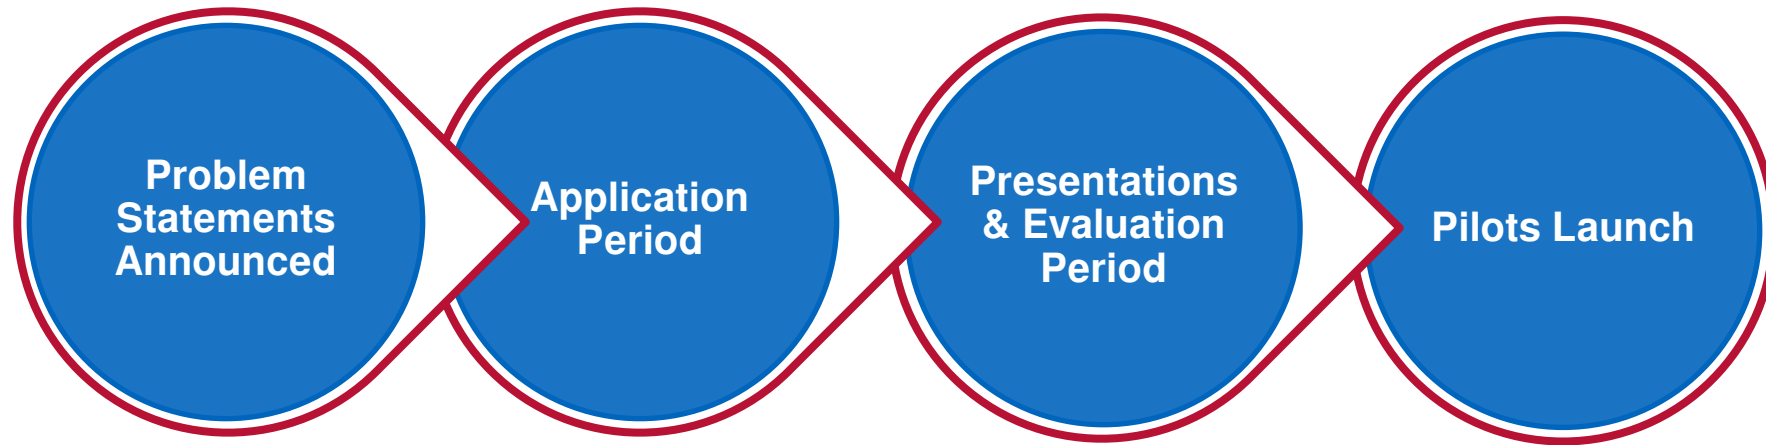 Problem
Statements
Announced
Application
Period
Presentations
& Evaluation
Period
Pilots Launch